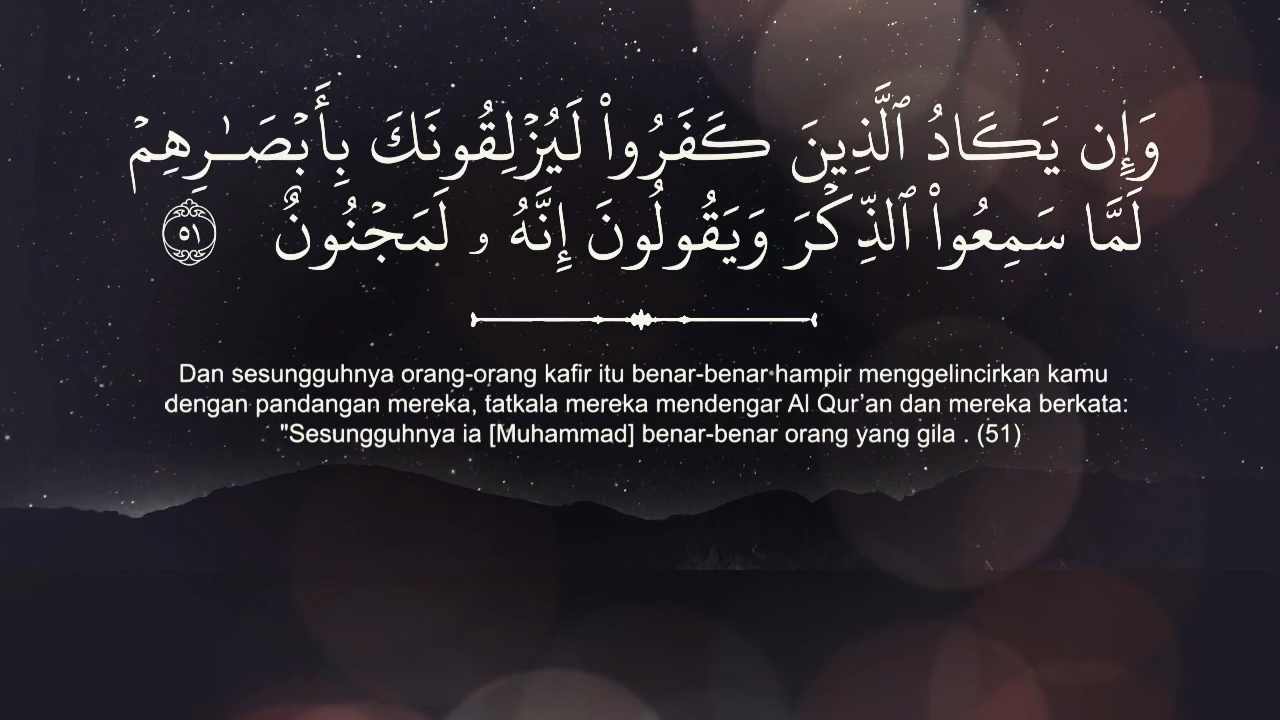 وَإِن يَكَادُ ٱلَّذِينَ كَفَرُوا۟ لَيُزْلِقُونَكَ بِأَبْصَـٰرِهِمْ
لَمَّا سَمِعُوا۟ ٱلذِّكْرَ وَيَقُولُونَ إِنَّهُۥ لَمَجْنُونٌ ٥١
Dan sesungguhnya orang-orang kafir itu benar-benar hampir menggelincirkan kamu
dengan pandangan mereka, tatkala mereka mendengar Al Qur’an dan mereka berkata:
"Sesungguhnya ia [Muhammad] benar-benar orang yang gila . (51)